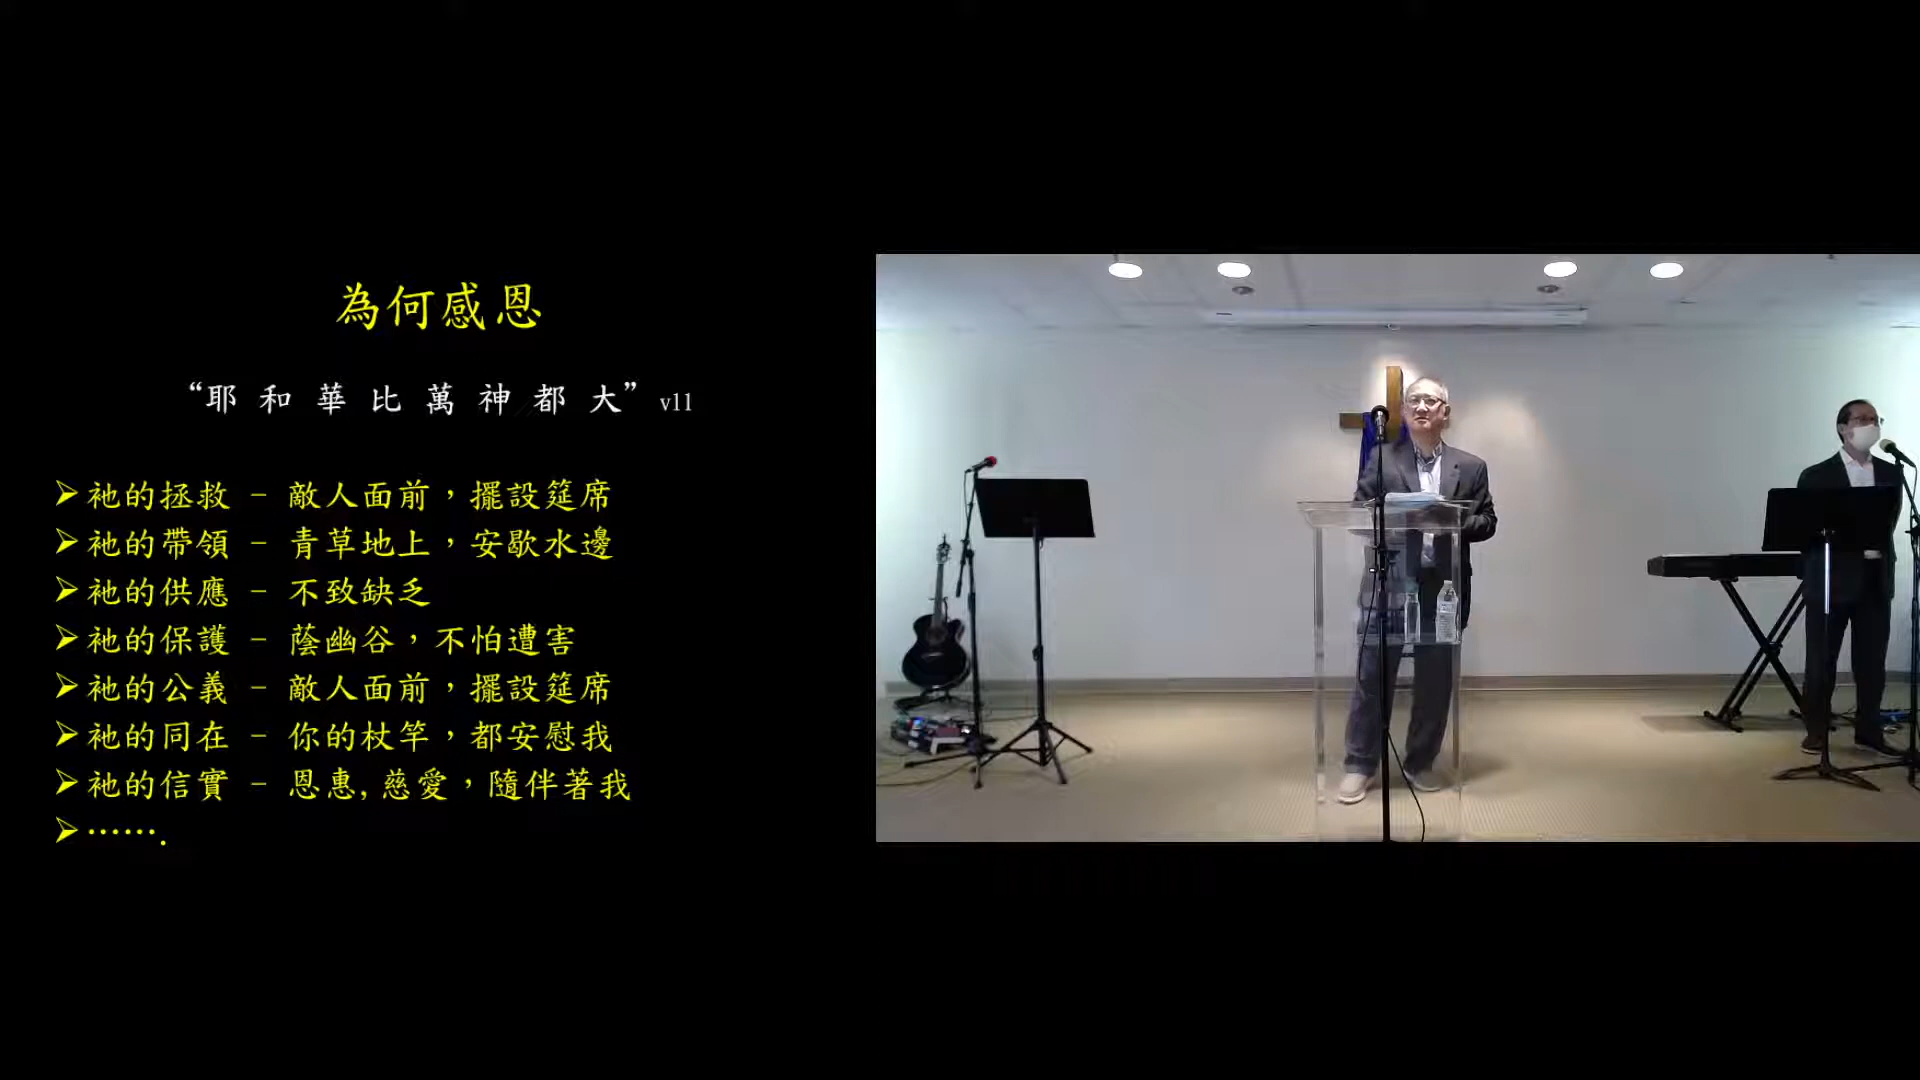 為何感恩
“耶 和 華 比 萬 神 都 大” v11
➢祂的拯救 – 敵人面前，擺設筵席
➢祂的帶領 – 青草地上，安歇水邊
➢祂的供應 – 不致缺乏
➢祂的保護 – 蔭幽谷，不怕遭害
➢祂的公義 – 敵人面前，擺設筵席
➢祂的同在 – 你的杖竿，都安慰我
➢祂的信實 – 恩惠, 慈愛，隨伴著我
➢…….